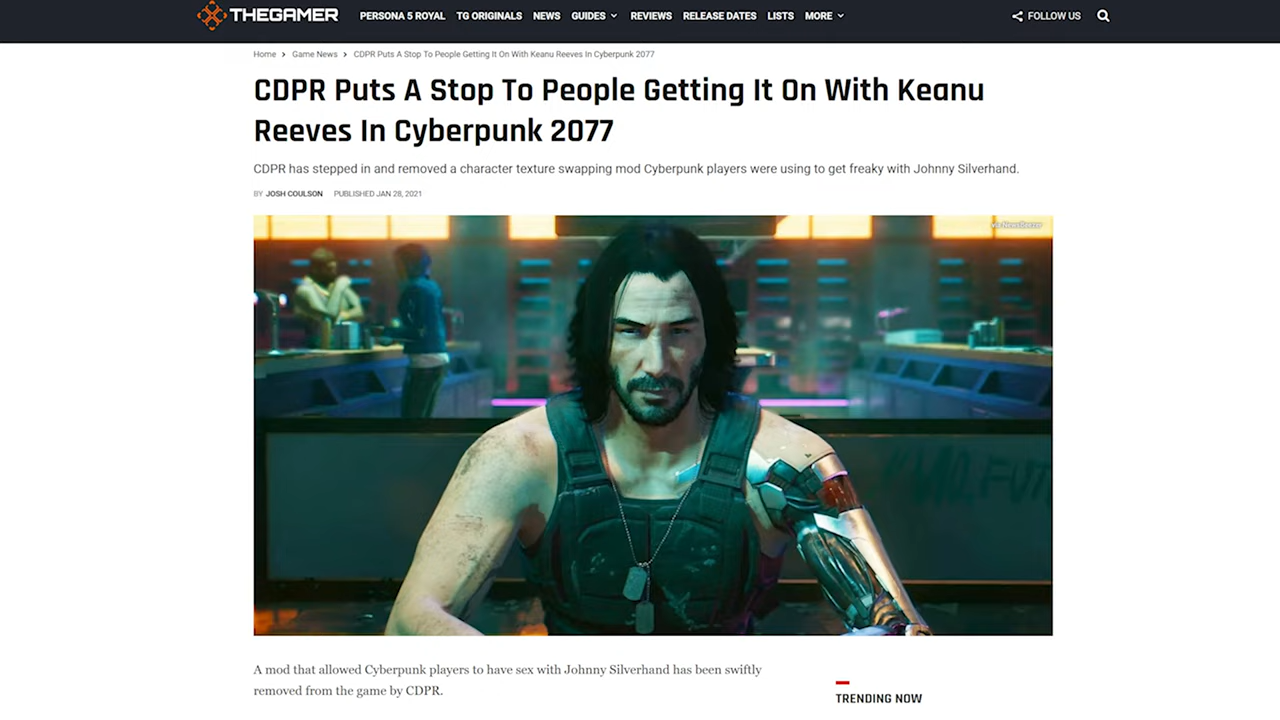 THEGAMER
PERSONA 5 ROYAL TG ORIGINALS NEWS GUIDES REVIEWS RELEASE DATES LISTS MORE FOLLOW US
Home > Game News > CDPR Puts A Stop To People Getting It On With Keanu Reeves In Cyberpunk 2077
CDPR Puts A Stop To People Getting It On With Keanu
Reeves In Cyberpunk 2077
CDPR has stepped in and removed a character texture swapping mod Cyberpunk players were using to get freaky with Johnny Silverhand.
BY JOSH COULSON PUBLISHED JAN 28, 2021
A mod that allowed Cyberpunk players to have sex with Johnny Silverhand has been swiftly
removed from the game by CDPR.
TRENDING NOW